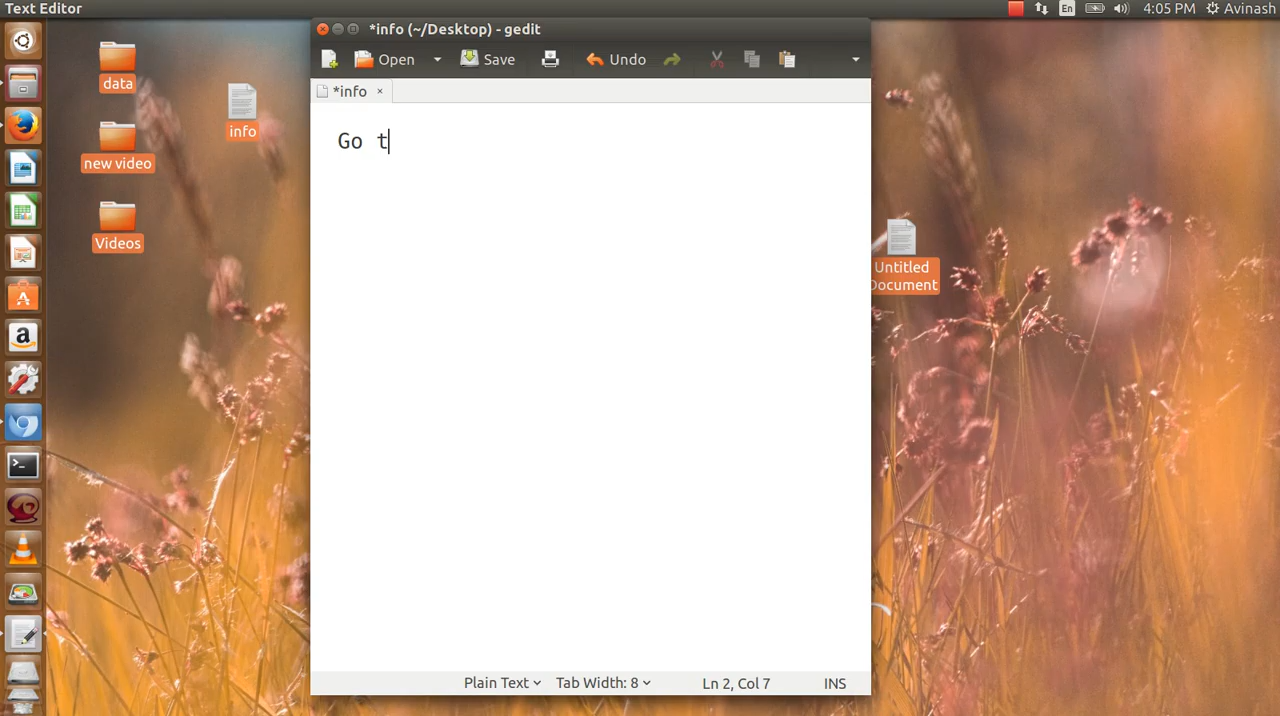 Text Editor
En
4:05 PM
Avinash
*info (~/Desktop) - gedit
Open
Save
Undo
*info ×
Go t
data
new video
Videos
info
Untitled
Document
a
>_
Plain Text
Tab Width: 8
Ln 2, Col 7
INS